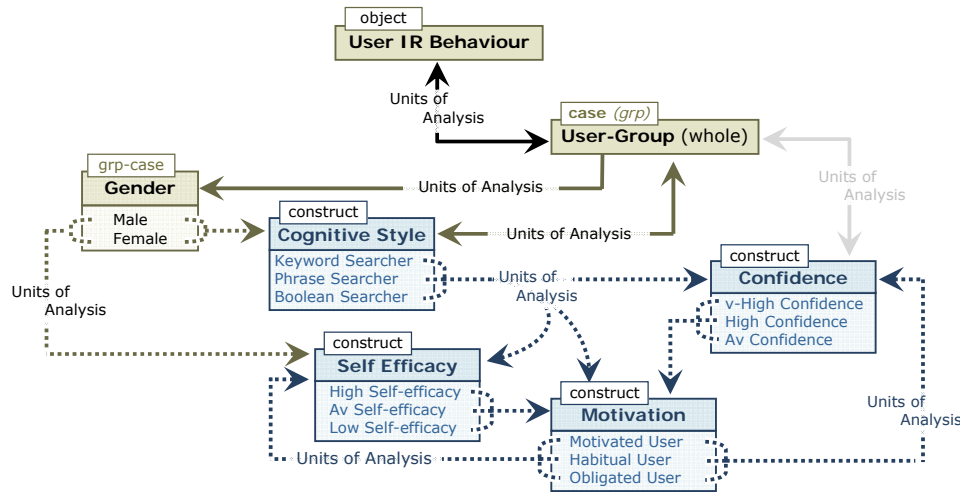 object
User IR Behaviour
Units of
Analysis
case (grp)
User-Group (whole)
grp-case
Gender
Male
Female
Units of Analysis
Units of
Analysis
construct
Cognitive Style
Keyword Searcher
Phrase Searcher
Boolean Searcher
Units of Analysis
Units of
Analysis
construct
Confidence
v-High Confidence
High Confidence
Av Confidence
Units of
Analysis
construct
Self Efficacy
High Self-efficacy
Av Self-efficacy
Low Self-efficacy
construct
Motivation
Motivated User
Habitual User
Obligated User
Units of
Analysis
Units of Analysis